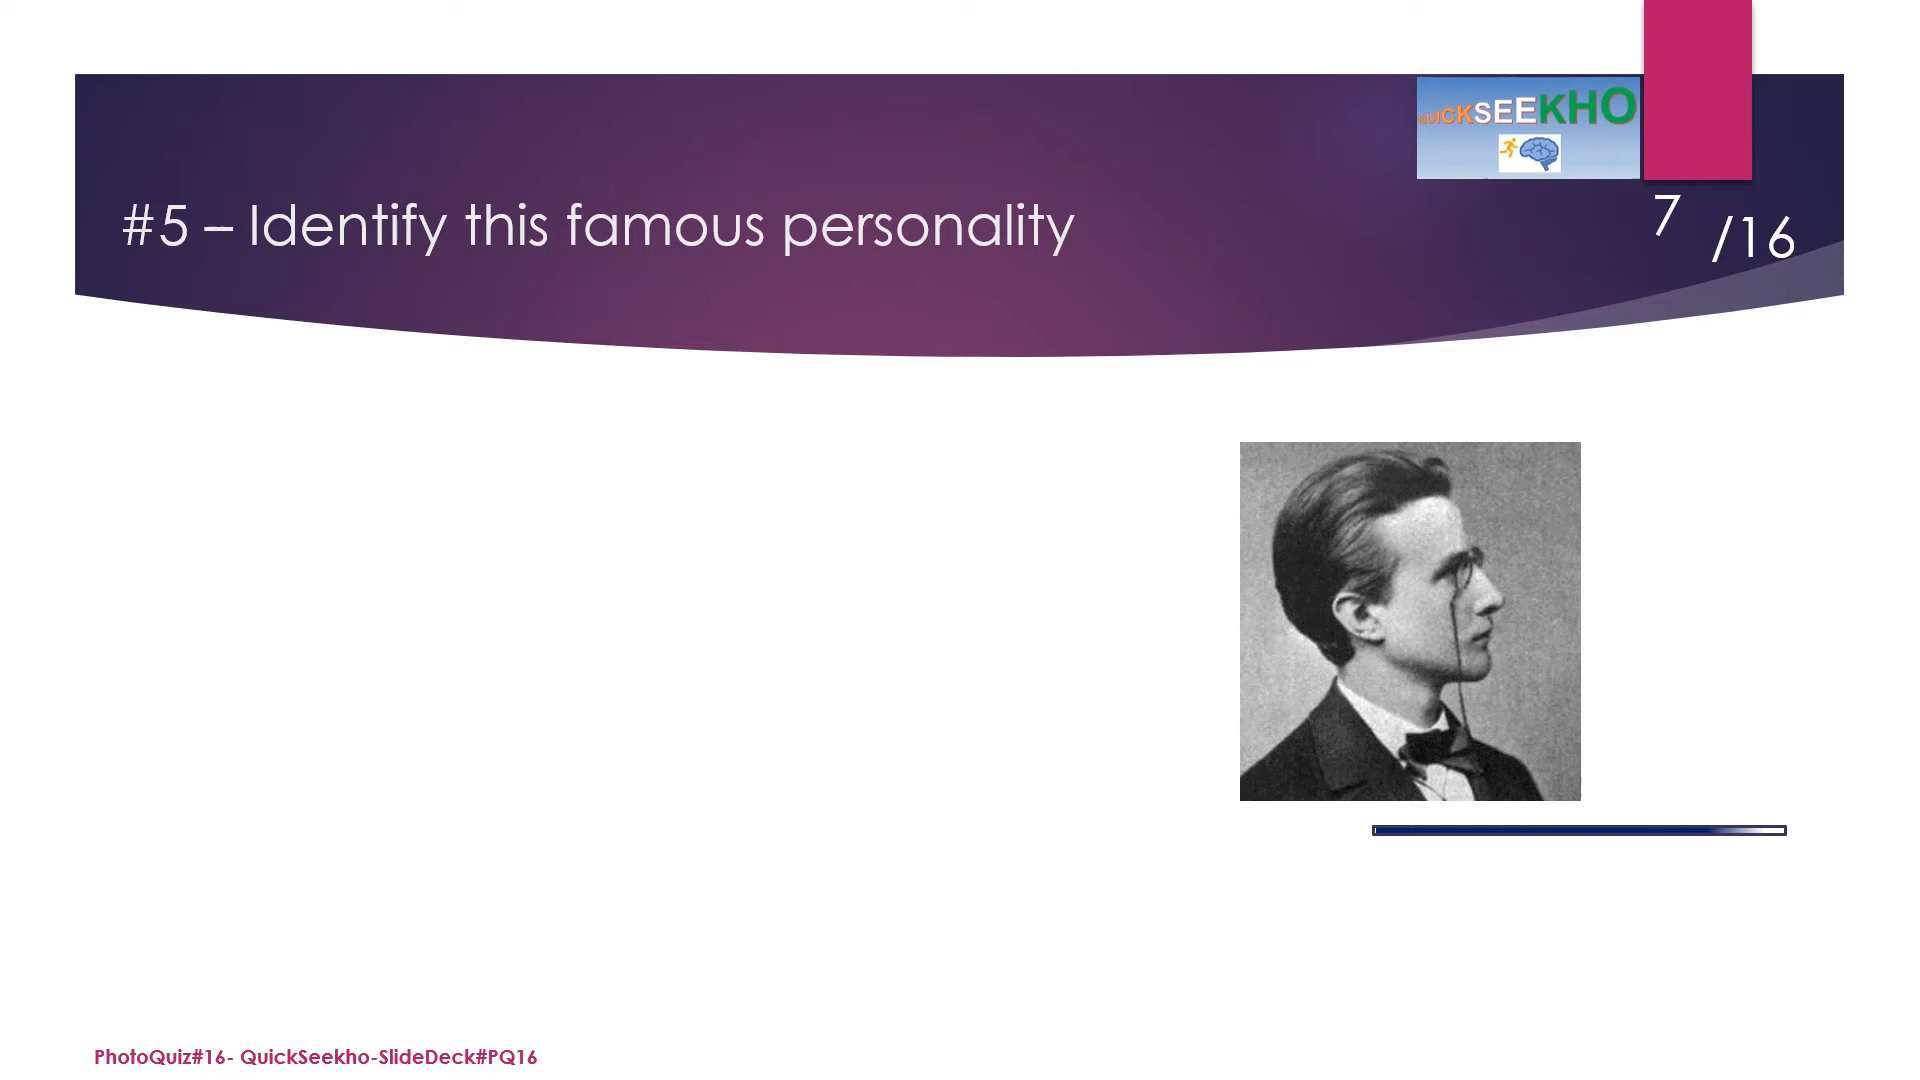 QUICKSEEKHO
#5 – Identify this famous personality
7 /16
PhotoQuiz#16- QuickSeekho-SlideDeck#PQ16